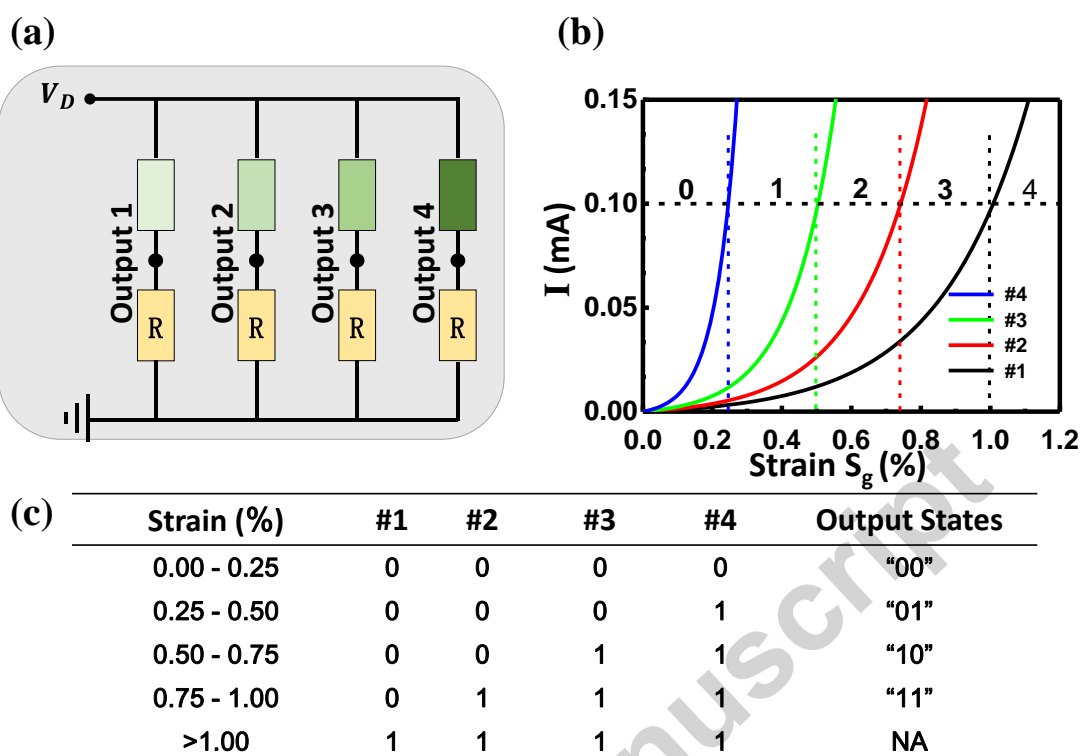 (a)
V_D
Output 1
Output 2
Output 3
Output 4
R R R R
(b)
I (mA)
0.15
0.10
0.05
0.00
0 1 2 3 4
#4
#3
#2
#1
0.0 0.2 0.4 0.6 0.8 1.0 1.2
Strain S_g (%)
(c)
Strain (%) #1 #2 #3 #4 Output States
0.00 - 0.25 0 0 0 0 “00”
0.25 - 0.50 0 0 0 1 “01”
0.50 - 0.75 0 0 1 1 “10”
0.75 - 1.00 0 1 1 1 “11”
>1.00 1 1 1 1 NA
nuscript